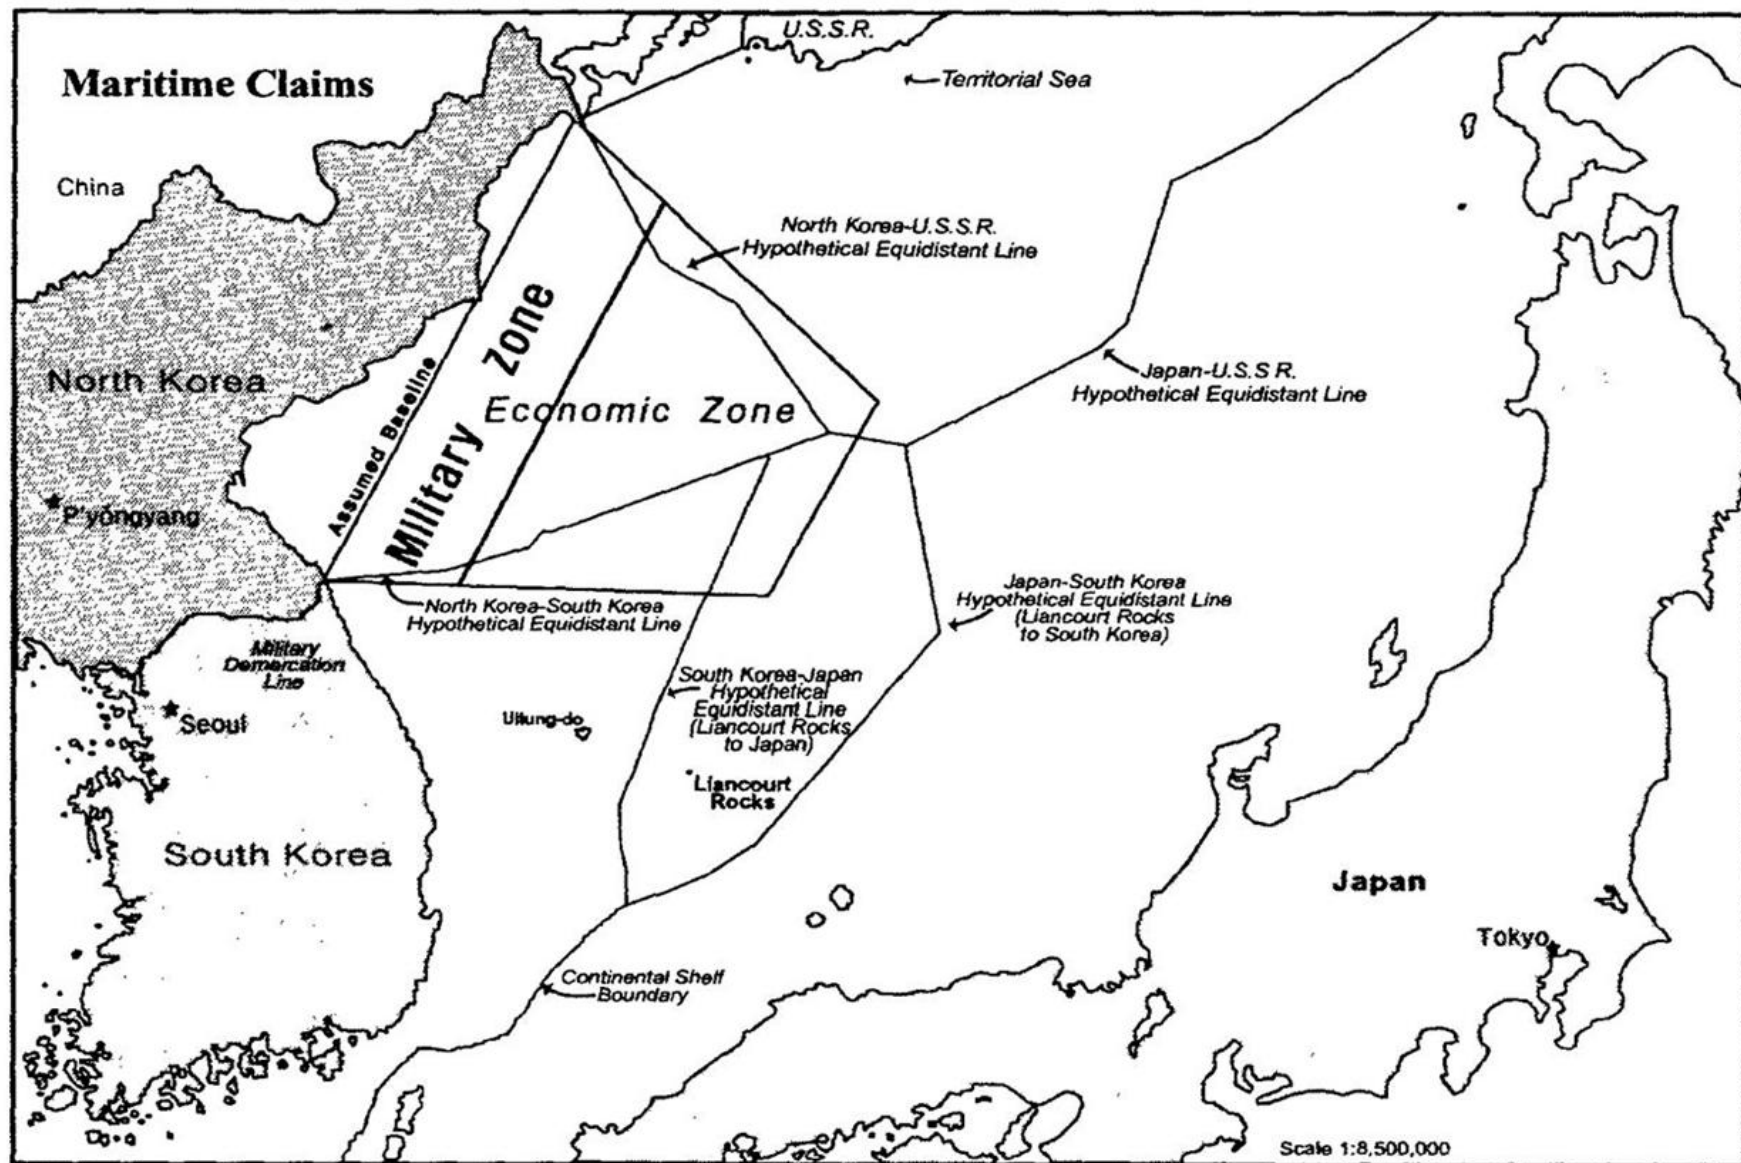 Maritime Claims
U.S.S.R.
Territorial Sea
China
North Korea-U.S.S.R.
Hypothetical Equidistant Line
North Korea
Assumed Baseline
Military Zone
Economic Zone
Japan-U.S.S R.
Hypothetical Equidistant Line
P'yŏngyang
North Korea-South Korea
Hypothetical Equidistant Line
Japan-South Korea
Hypothetical Equidistant Line
(Liancourt Rocks
to South Korea)
Military
Demarcation
Line
South Korea-Japan
Hypothetical
Equidistant Line
(Liancourt Rocks
to Japan)
Seoul
Ullung-do
Liancourt
Rocks
South Korea
Japan
Tokyo
Continental Shelf
Boundary
Scale 1:8,500,000